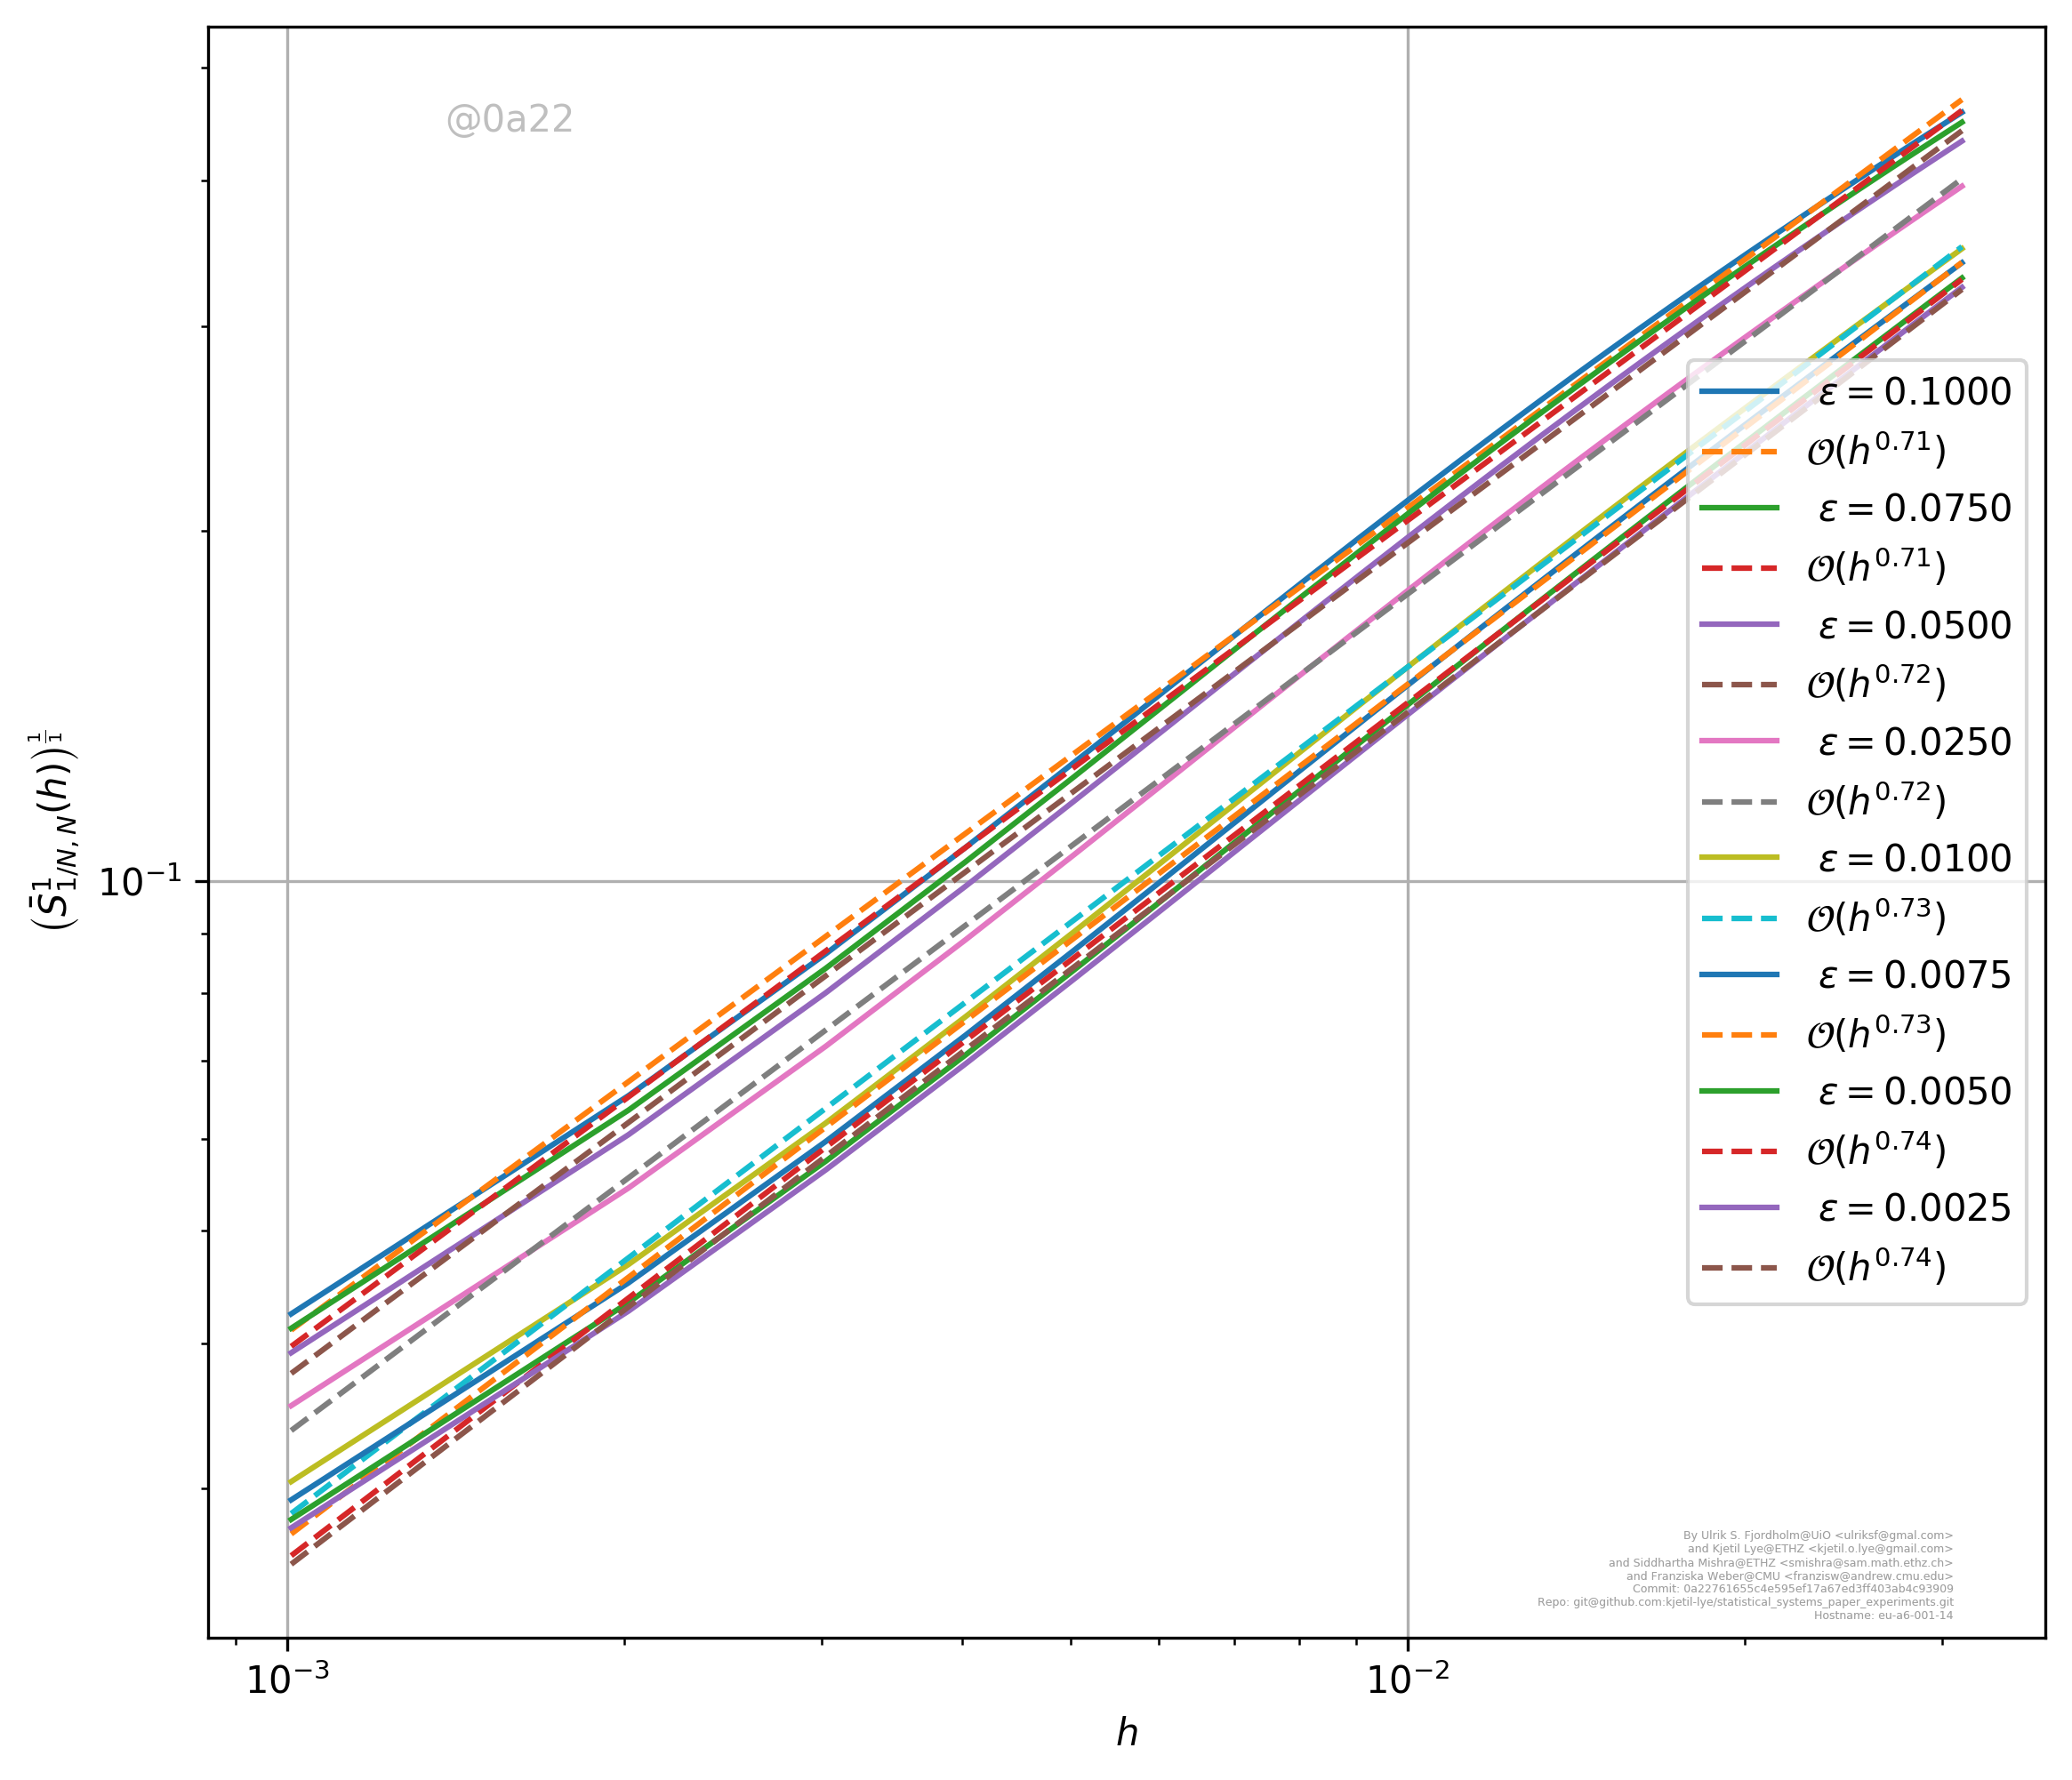 @0a22
(S̄¹_{1/N, N}(h))^{1/1}
10⁻¹
ε = 0.1000
𝒪(h^{0.71})
ε = 0.0750
𝒪(h^{0.71})
ε = 0.0500
𝒪(h^{0.72})
ε = 0.0250
𝒪(h^{0.72})
ε = 0.0100
𝒪(h^{0.73})
ε = 0.0075
𝒪(h^{0.73})
ε = 0.0050
𝒪(h^{0.74})
ε = 0.0025
𝒪(h^{0.74})
By Ulrik S. Fjordholm@UiO <ulriksf@gmal.com>
and Kjetil Lye@ETHZ <kjetil.o.lye@gmail.com>
and Siddhartha Mishra@ETHZ <smishra@sam.math.ethz.ch>
and Franziska Weber@CMU <franzisw@andrew.cmu.edu>
Commit: 0a22761655c4e595ef17a67ed3ff403ab4c93909
Repo: git@github.com:kjetil-lye/statistical_systems_paper_experiments.git
Hostname: eu-a6-001-14
10⁻³
10⁻²
h